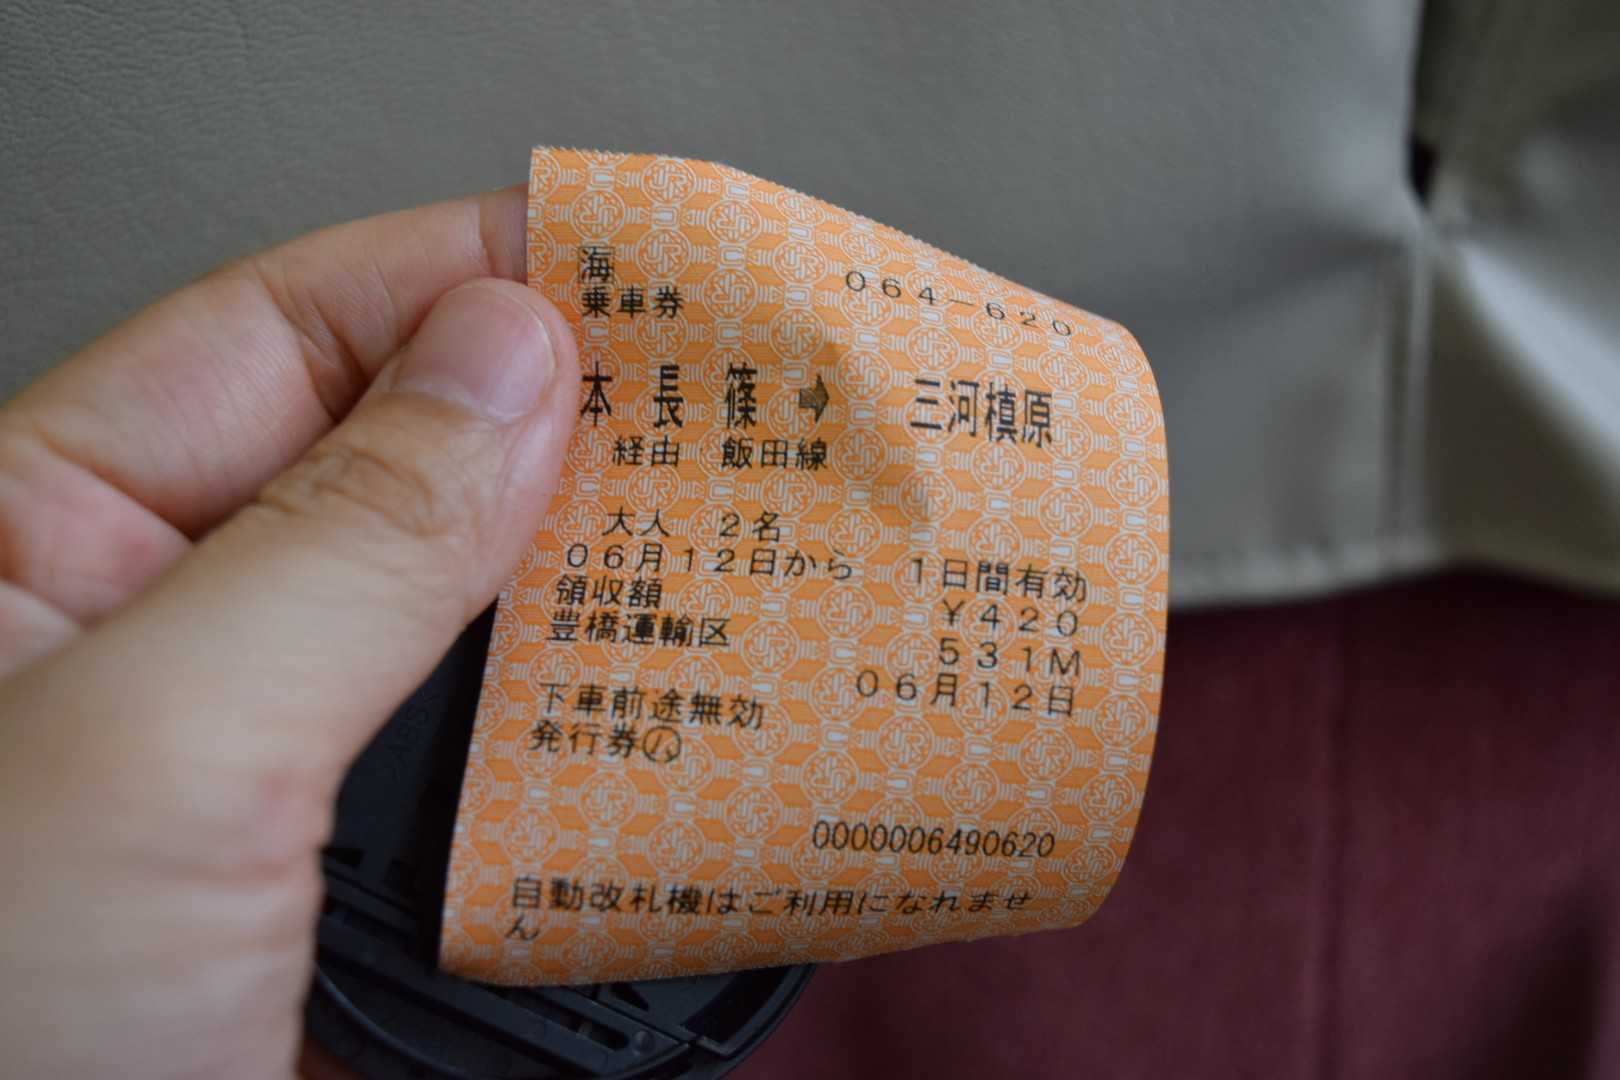 海
乗車券 064-620
本長篠➡三河槙原
経由 飯田線
大人 2名
06月12日から 1日間有効
領収額 ¥420
豊橋運輸区 531M
06月12日
下車前途無効
発行券
0000006490620
自動改札機はご利用になれませ
ん